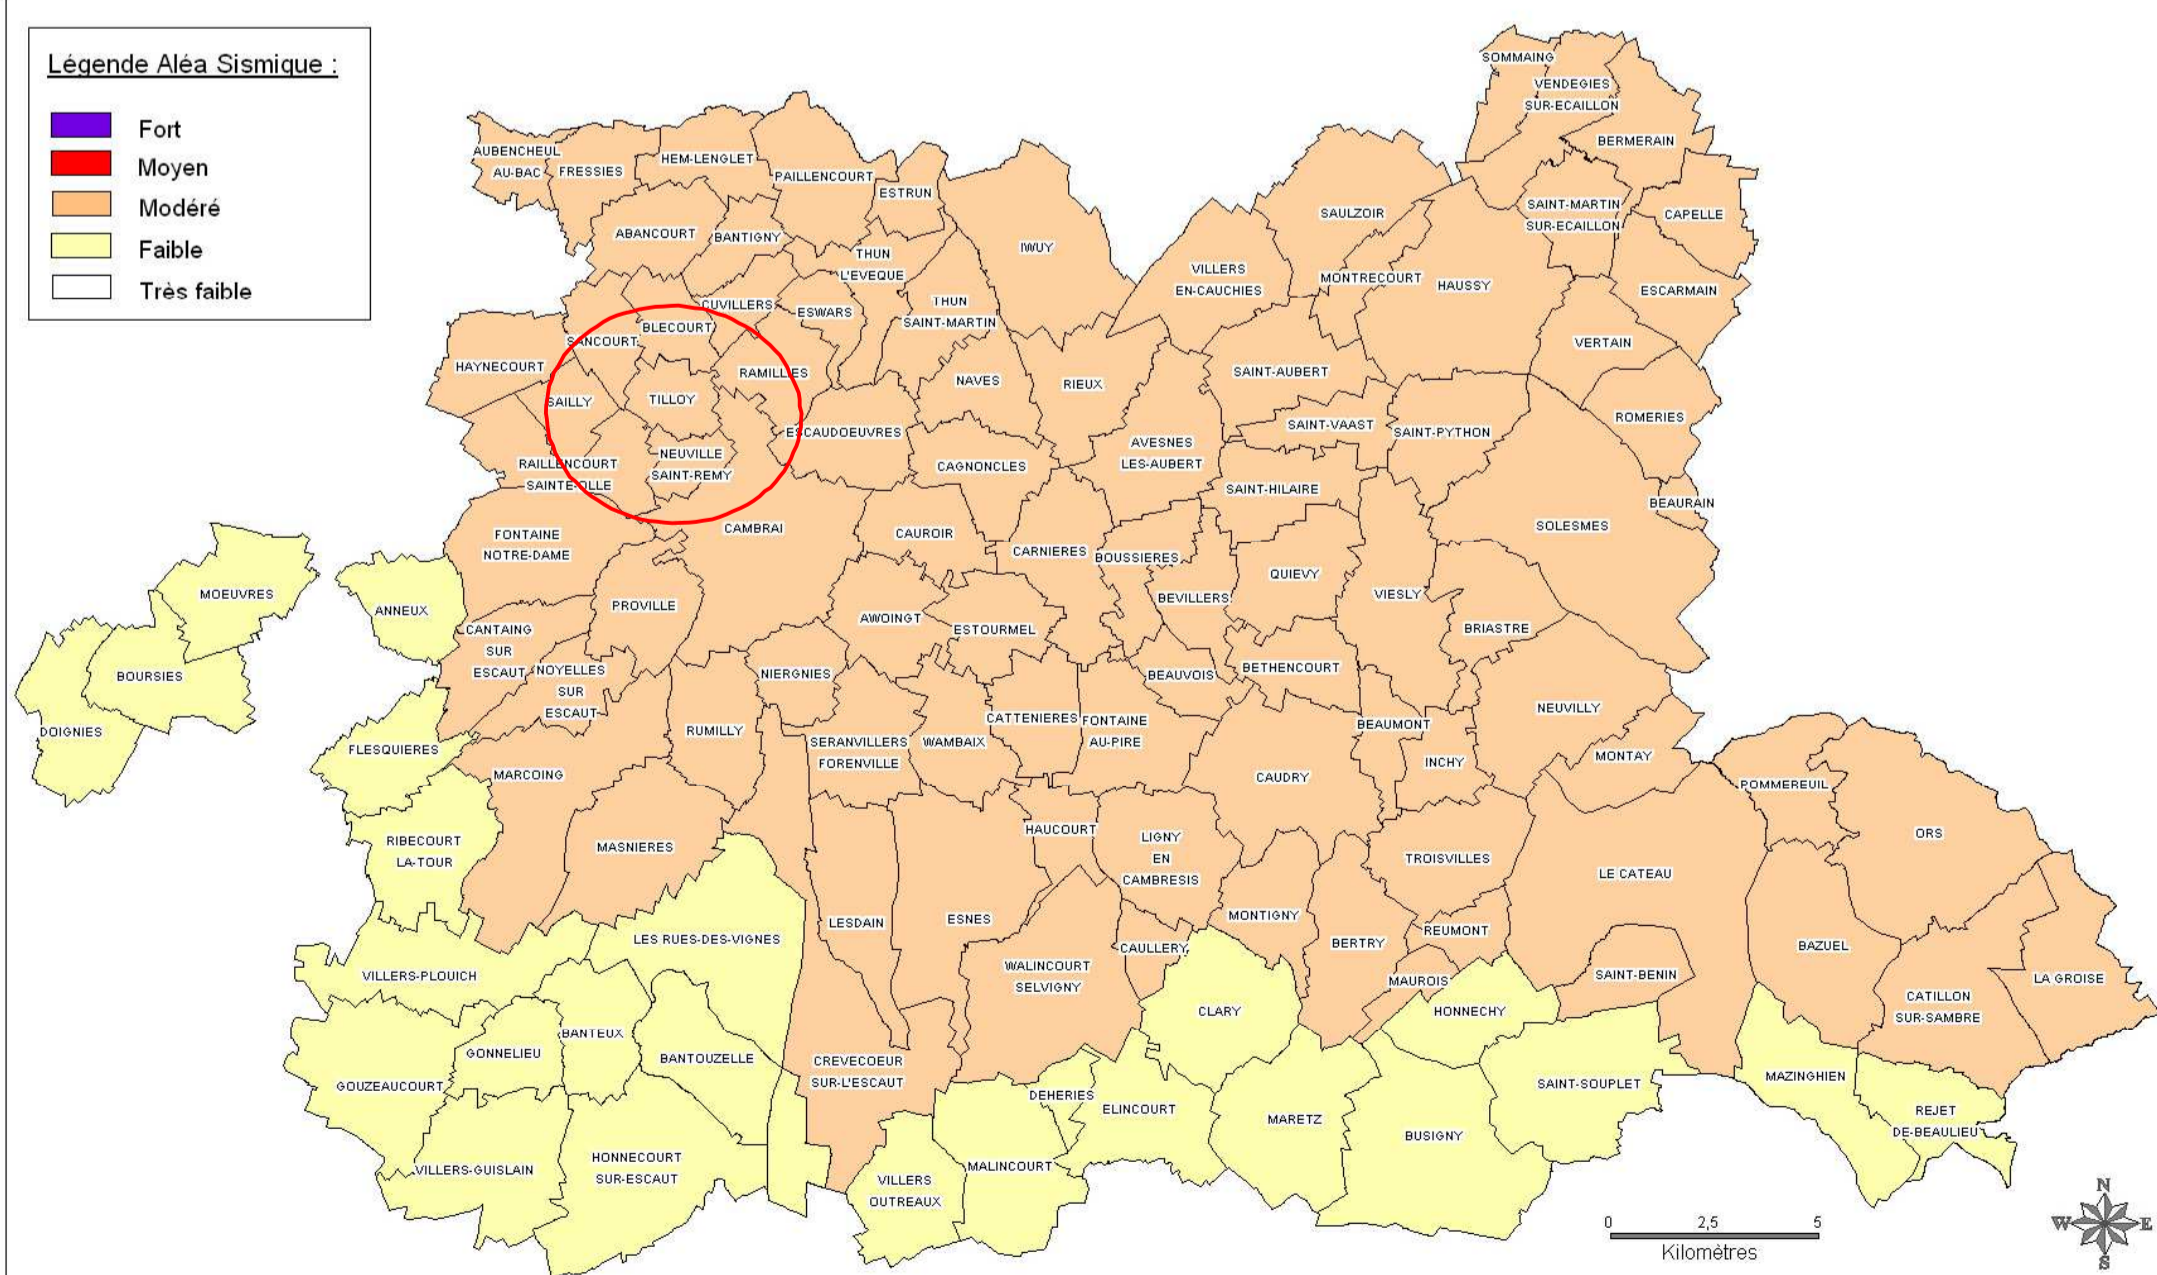 Légende Aléa Sismique :
Fort
Moyen
Modéré
Faible
Très faible
SOMMAING
VENDEGIES
SUR-ECAILLON
BERMERAIN
AUBENCHEUL
AU-BAC
FRESSIES
HEM-LENGLET
PAILLENCOURT
ESTRUN
SAINT-MARTIN
SUR-ECAILLON
CAPELLE
SAULZOIR
ABANCOURT
BANTIGNY
THUN
L'EVEQUE
IWUY
VILLERS
EN-CAUCHIES
MONTRECOURT
HAUSSY
ESCARMAIN
CUVILLERS
ESWARS
THUN
SAINT-MARTIN
BLECOURT
SANCOURT
VERTAIN
HAYNECOURT
RAMILLIES
NAVES
RIEUX
SAINT-AUBERT
SAILLY
TILLOY
ROMERIES
ESCAUDOEUVRES
SAINT-VAAST
SAINT-PYTHON
AVESNES
LES-AUBERT
NEUVILLE
SAINT-REMY
RAILLENCOURT
SAINTE-OLLE
CAGNONCLES
SAINT-HILAIRE
BEAURAIN
SOLESMES
CAMBRAI
FONTAINE
NOTRE-DAME
CAUROIR
CARNIERES
BOUSSIERES
QUIEVY
MOEUVRES
ANNEUX
PROVILLE
BEVILLERS
VIESLY
AWOINGT
ESTOURMEL
BRIASTRE
CANTAING
SUR
ESCAUT
NOYELLES
SUR
ESCAUT
BOURSIES
NIERGNIES
BEAUVOIS
BETHENCOURT
DOIGNIES
FLESQUIERES
RUMILLY
SERANVILLERS
FORENVILLE
WAMBAIX
CATTENIERES
FONTAINE
AU-PIRE
BEAUMONT
NEUVILLY
INCHY
MONTAY
MARCOING
CAUDRY
POMMEREUIL
RIBECOURT
LA-TOUR
MASNIERES
HAUCOURT
LIGNY
EN
CAMBRESIS
TROISVILLES
ORS
LE CATEAU
LESDAIN
ESNES
MONTIGNY
BERTRY
REUMONT
LES RUES-DES-VIGNES
CAULLERY
BAZUEL
VILLERS-PLOUICH
WALINCOURT
SELVIGNY
MAUROIS
SAINT-BENIN
LA GROISE
CATILLON
SUR-SAMBRE
CLARY
HONNECHY
BANTEUX
GONNELIEU
BANTOUZELLE
CREVECOEUR
SUR-L'ESCAUT
GOUZEAUCOURT
DEHERIES
ELINCOURT
MARETZ
SAINT-SOUPLET
MAZINGHIEN
REJET
DE-BEAULIEU
BUSIGNY
VILLERS-GUISLAIN
HONNECOURT
SUR-ESCAUT
MALINCOURT
VILLERS
OUTREAUX
0 2,5 5
Kilomètres
N
W E
S